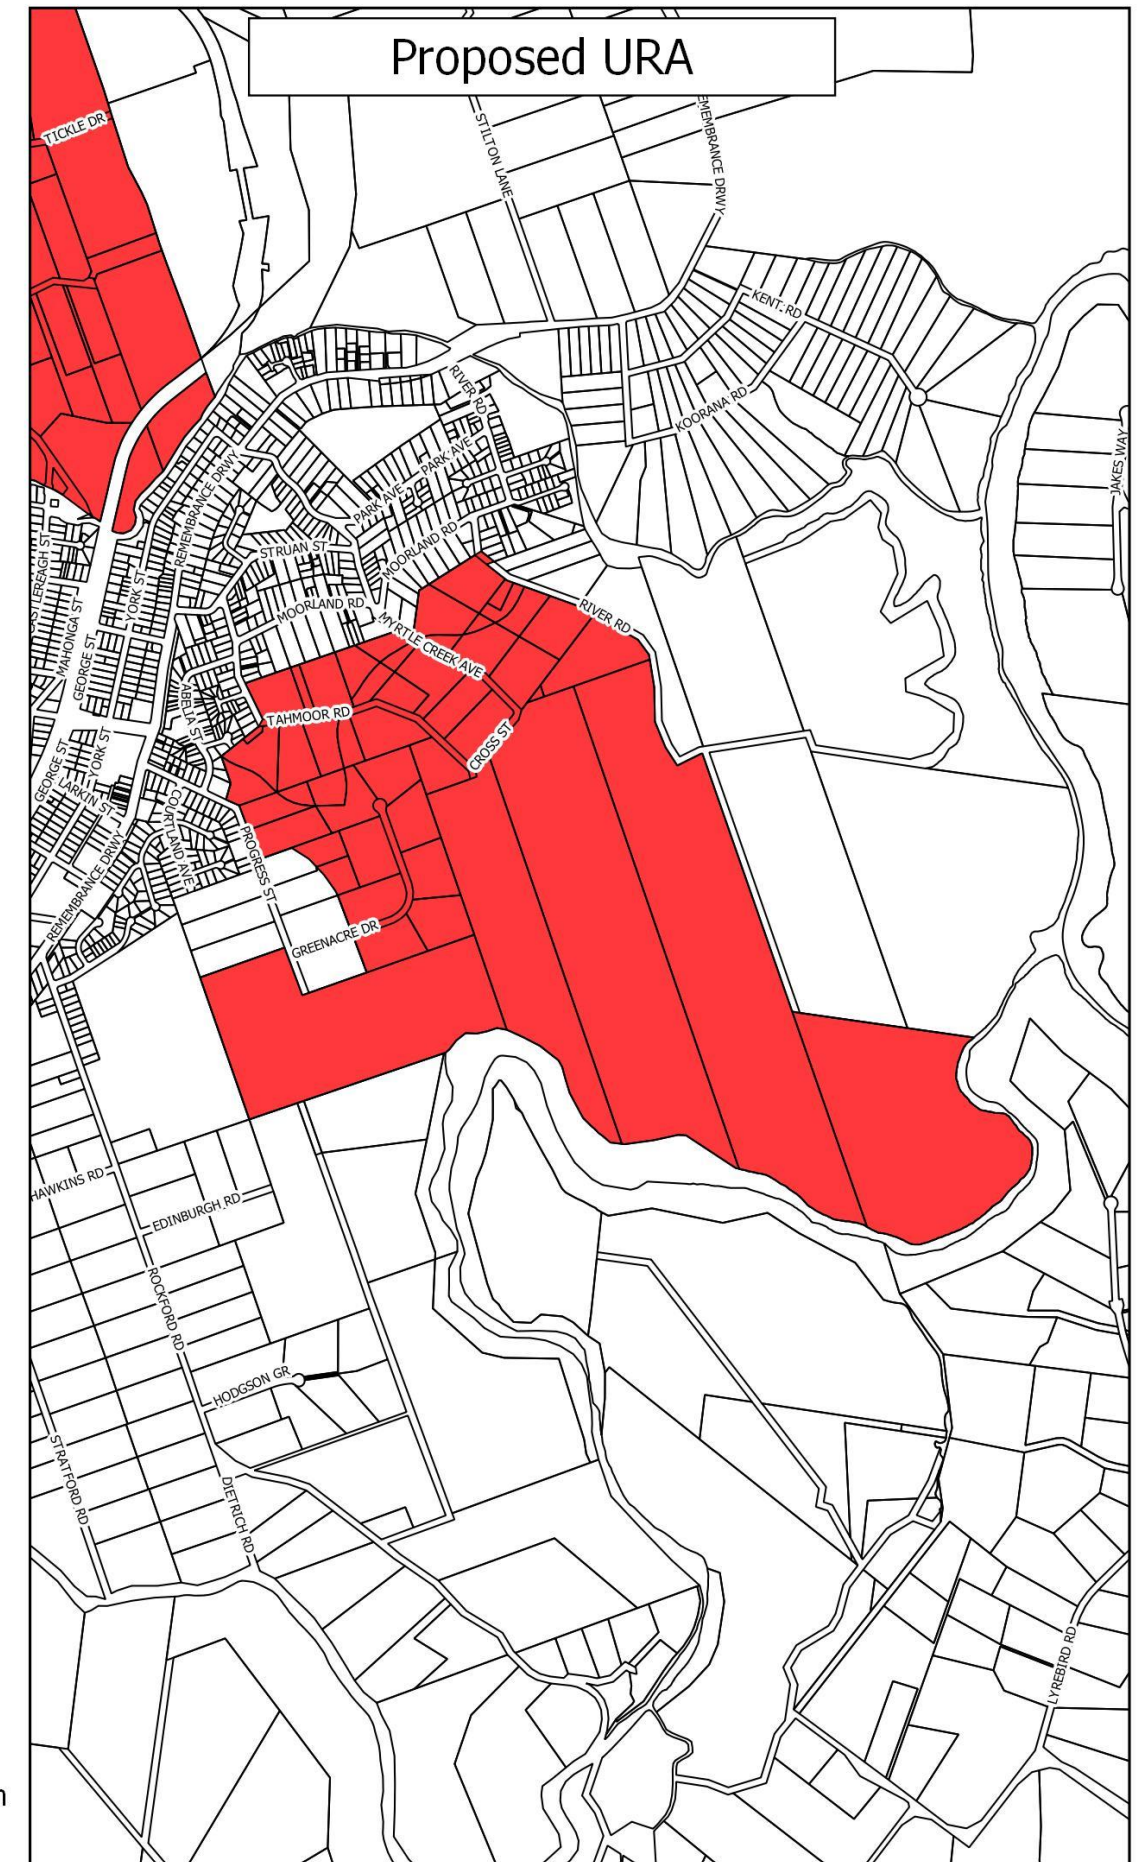 Proposed URA
TICKLE DR
STILTON LANE
EMEMBRANCE DRWY
KENT RD
KOORANA RD
JAKES WAY
RIVER RD
PARK AVE
PARK AVE
REMEMBRANCE DRWY
MOORLAND RD
STRUAN ST
MOORLAND RD
RIVER RD
MYRTLE CREEK AVE
YORK ST
MAHONGA ST
GEORGE ST
ABELIA ST
TAHMOOR RD
CROSS ST
YORK ST
GEORGE ST
LARKIN ST
COURTLAND AVE
PROGRESS ST
REMEMBRANCE DRWY
GREENACRE DR
HAWKINS RD
EDINBURGH RD
ROCKFORD RD
HODGSON GR
STRATFORD RD
DIETRICH RD
LYREBIRD RD